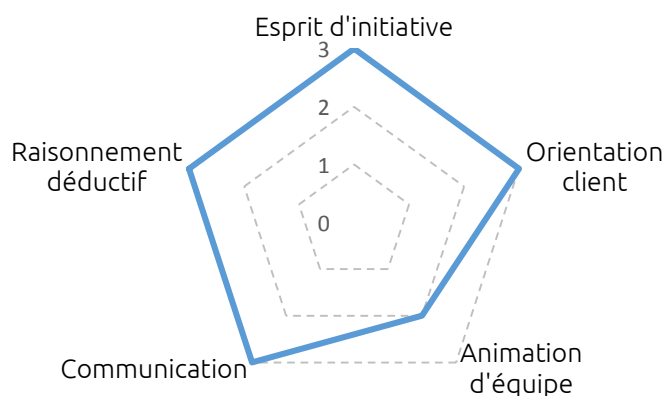 Esprit d'initiative
3
2
1
0
Orientation
client
Animation
d'équipe
Communication
Raisonnement
déductif